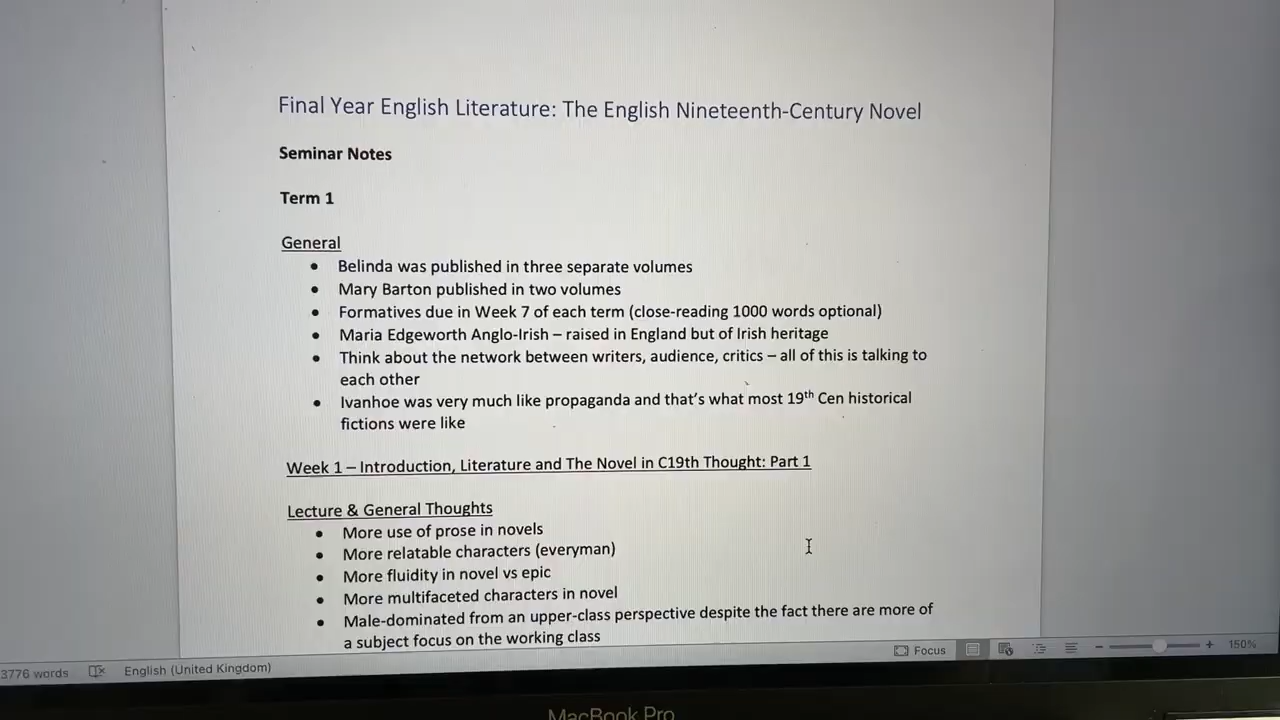 Final Year English Literature: The English Nineteenth-Century Novel
Seminar Notes
Term 1
General
• Belinda was published in three separate volumes
• Mary Barton published in two volumes
• Formatives due in Week 7 of each term (close-reading 1000 words optional)
• Maria Edgeworth Anglo-Irish – raised in England but of Irish heritage
• Think about the network between writers, audience, critics – all of this is talking to
each other
• Ivanhoe was very much like propaganda and that's what most 19th Cen historical
fictions were like
Week 1 – Introduction, Literature and The Novel in C19th Thought: Part 1
Lecture & General Thoughts
• More use of prose in novels
• More relatable characters (everyman)
• More fluidity in novel vs epic
• More multifaceted characters in novel
• Male-dominated from an upper-class perspective despite the fact there are more of
a subject focus on the working class
3776 words English (United Kingdom) Focus 150%
MacBook Pro